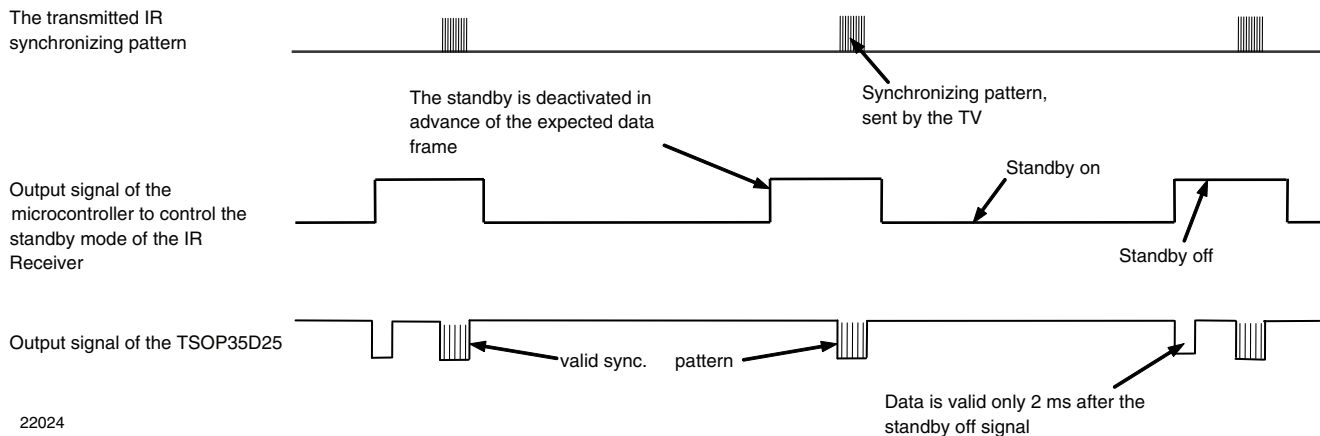 The transmitted IR
synchronizing pattern
The standby is deactivated in
advance of the expected data
frame
Synchronizing pattern,
sent by the TV
Output signal of the
microcontroller to control the
standby mode of the IR
Receiver
Standby on
Standby off
Output signal of the TSOP35D25
valid sync. pattern
Data is valid only 2 ms after the
standby off signal
22024